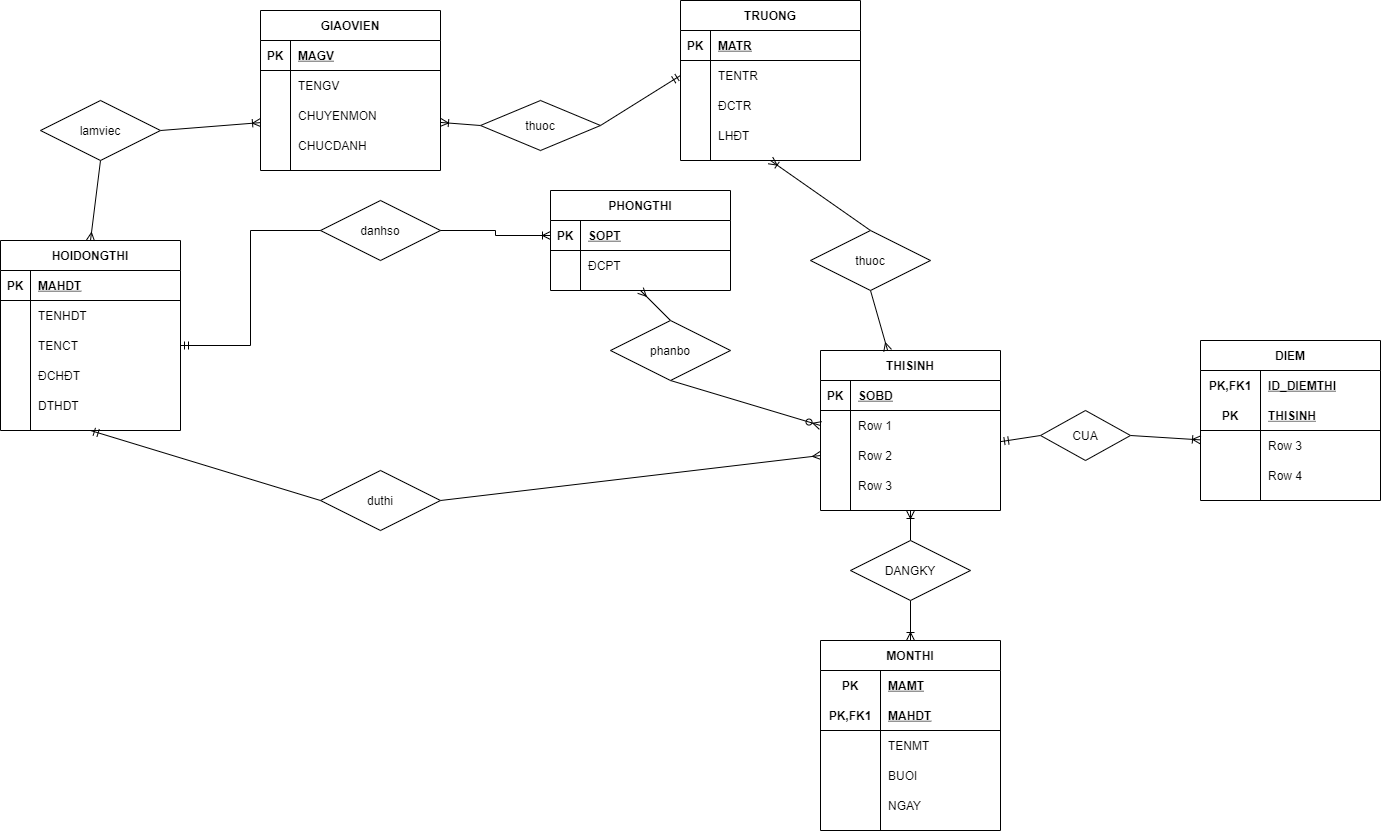 GIAOVIEN
PK MAGV
TENGV
CHUYENMON
CHUCDANH
TRUONG
PK MATR
TENTR
ĐCTR
LHĐT
lamviec
thuoc
PHONGTHI
PK SOPT
ĐCPT
danhso
HOIDONGTHI
PK MAHDT
TENHDT
TENCT
ĐCHĐT
DTHDT
thuoc
phanbo
THISINH
PK SOBD
Row 1
Row 2
Row 3
DIEM
PK,FK1 ID_DIEMTHI
PK THISINH
Row 3
Row 4
CUA
duthi
DANGKY
MONTHI
PK MAMT
PK,FK1 MAHDT
TENMT
BUOI
NGAY